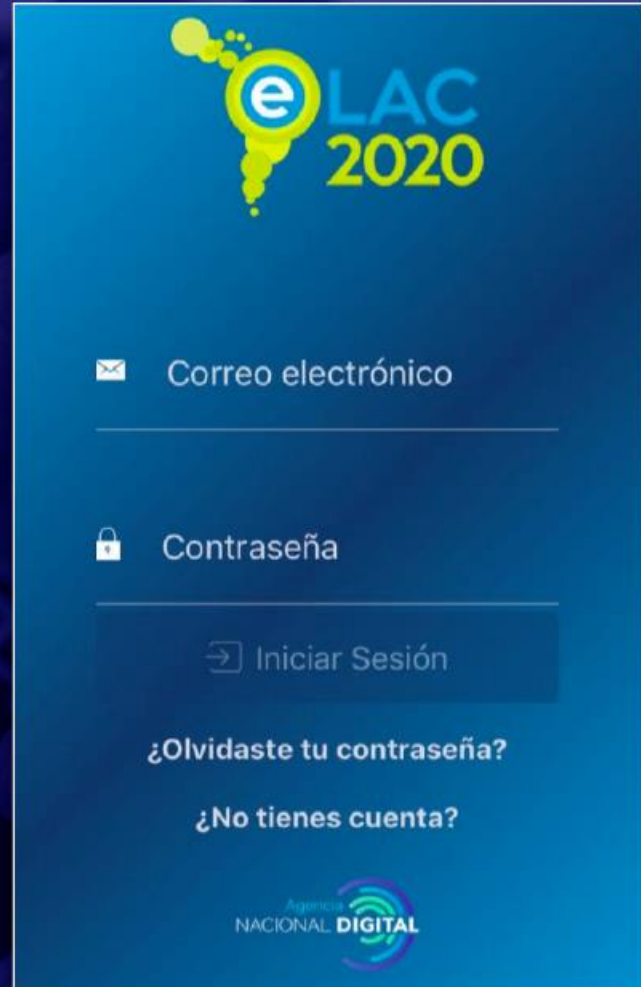 e LAC
2020
Correo electrónico
Contraseña
Iniciar Sesión
¿Olvidaste tu contraseña?
¿No tienes cuenta?
Agencia
NACIONAL DIGITAL